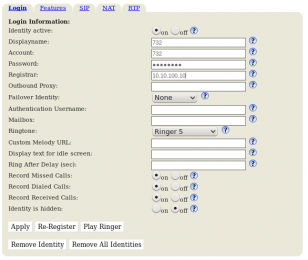 Login Features SIP NAT RTP
Login Information:
Identity active: on off
Displayname: 732
Account: 732
Password: ********
Registrar: 10.10.100.10
Outbound Proxy:
Failover Identity: None
Authentication Username:
Mailbox:
Ringtone: Ringer 5
Custom Melody URL:
Display text for idle screen:
Ring After Delay (sec):
Record Missed Calls: on off
Record Dialed Calls: on off
Record Received Calls: on off
Identity is hidden: on off
Apply Re-Register Play Ringer
Remove Identity Remove All Identities